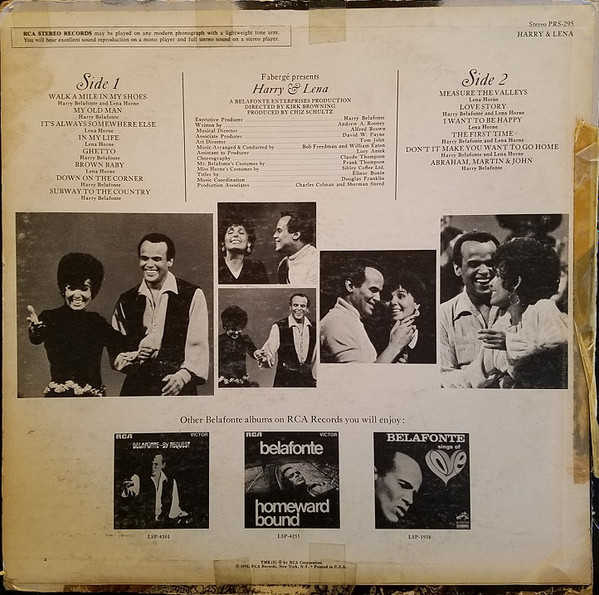 RCA STEREO RECORDS may be played on any modern phonograph with a lightweight tone arm.
You will hear excellent sound reproduction on a mono player and full stereo sound on a stereo player.
Stereo PRS-295
HARRY & LENA
Side 1
WALK A MILE IN MY SHOES
Harry Belafonte and Lena Horne
MY OLD MAN
Harry Belafonte
IT'S ALWAYS SOMEWHERE ELSE
Lena Horne
IN MY LIFE
Lena Horne
GHETTO
Harry Belafonte
BROWN BABY
Lena Horne
DOWN ON THE CORNER
Harry Belafonte
SUBWAY TO THE COUNTRY
Harry Belafonte
Fabergé presents
Harry & Lena
A BELAFONTE ENTERPRISES PRODUCTION
DIRECTED BY KIRK BROWNING
PRODUCED BY CHIZ SCHULTZ
Executive Producer Harry Belafonte
Written by Andrew A. Rooney
Musical Director Alfred Brown
Associate Producer David W. Payne
Art Director Tom John
Music Arranged & Conducted by Bob Freedman and William Eaton
Assistant to Producer Lucy Antek
Choreography Claude Thompson
Mr. Belafonte's Costumes by Frank Thompson
Miss Horne's Costumes by Sibley Coffee Ltd.
Titles by Elinor Bunin
Music Coordination Douglas Franklin
Production Associates Charles Colman and Sherman Sneed
Side 2
MEASURE THE VALLEYS
Lena Horne
LOVE STORY
Harry Belafonte and Lena Horne
I WANT TO BE HAPPY
Lena Horne
THE FIRST TIME
Harry Belafonte and Lena Horne
DON'T IT MAKE YOU WANT TO GO HOME
Harry Belafonte and Lena Horne
ABRAHAM, MARTIN & JOHN
Harry Belafonte
Other Belafonte albums on RCA Records you will enjoy:
RCA VICTOR
BELAFONTE-BY REQUEST
LSP-4301
RCA VICTOR
belafonte
homeward
bound
LSP-4255
BELAFONTE
sings of
LOVE
LSP-3938
TMK(S) ® by RCA Corporation
© 1970, RCA Records, New York, N.Y. • Printed in U.S.A.